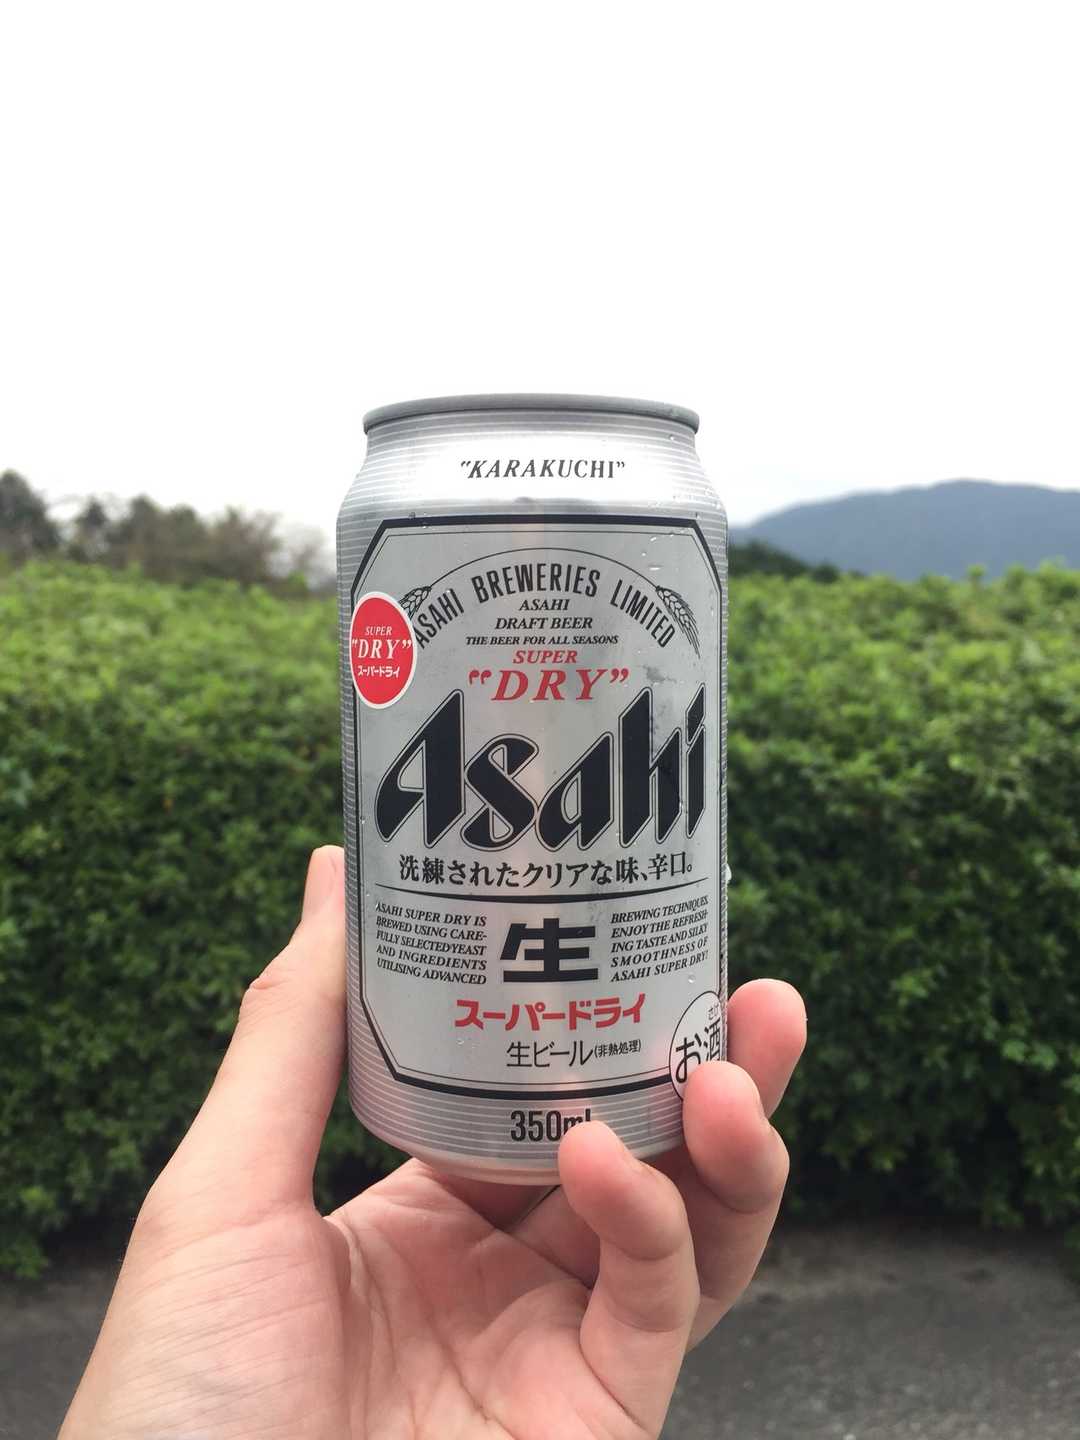 "KARAKUCHI"
ASAHI BREWERIES LIMITED
ASAHI
DRAFT BEER
THE BEER FOR ALL SEASONS
SUPER
"DRY"
SUPER
"DRY"
スーパードライ
Asahi
洗練されたクリアな味、辛口。
ASAHI SUPER DRY IS
BREWED USING CARE-
FULLY SELECTED YEAST
AND INGREDIENTS
UTILISING ADVANCED
生
BREWING TECHNIQUES.
ENJOY THE REFRESH-
ING TASTE AND SILKY
SMOOTHNESS OF
ASAHI SUPER DRY!
スーパードライ
生ビール(非熱処理)
お酒
350ml